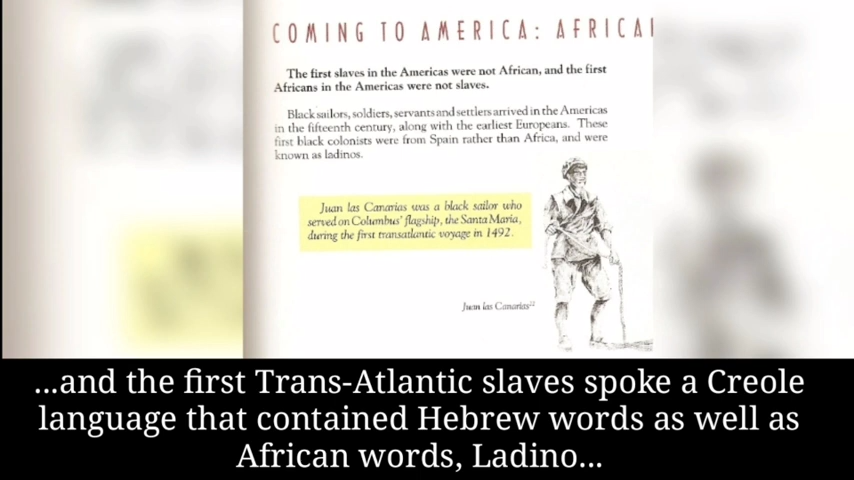 COMING TO AMERICA: AFRICA
The first slaves in the Americas were not African, and the first
Africans in the Americas were not slaves.
Black sailors, soldiers, servants and settlers arrived in the Americas
in the fifteenth century, along with the earliest Europeans. These
first black colonists were from Spain rather than Africa, and were
known as ladinos.
Juan las Canarias was a black sailor who
served on Columbus' flagship, the Santa Maria,
during the first transatlantic voyage in 1492.
Juan las Canarias
...and the first Trans-Atlantic slaves spoke a Creole
language that contained Hebrew words as well as
African words, Ladino...